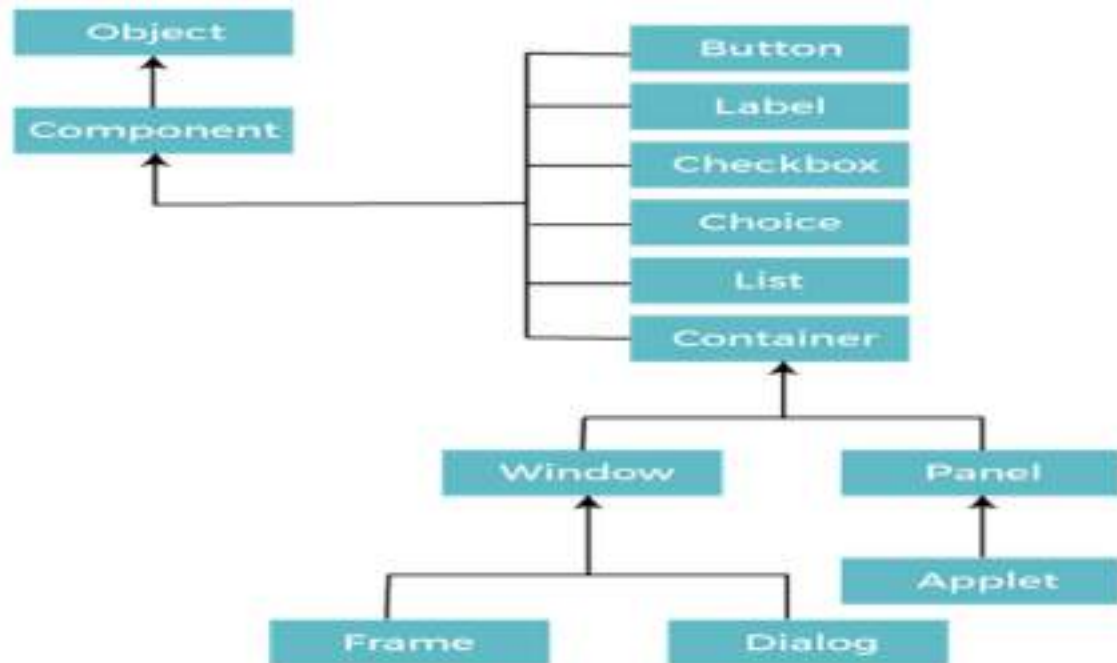 Object
Component
Button
Label
Checkbox
Choice
List
Container
Window
Panel
Applet
Frame
Dialog